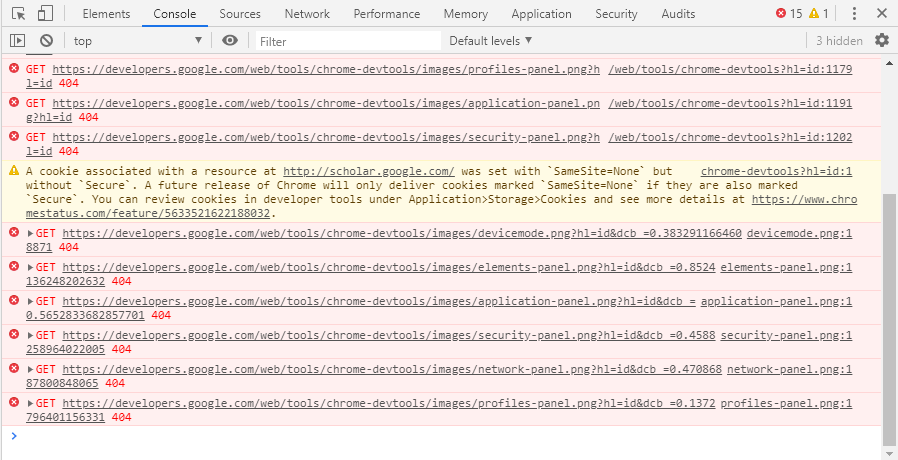 Elements Console Sources Network Performance Memory Application Security Audits 15 1
top Filter Default levels 3 hidden
GET https://developers.google.com/web/tools/chrome-devtools/images/profiles-panel.png?h /web/tools/chrome-devtools?hl=id:1179
l=id 404
GET https://developers.google.com/web/tools/chrome-devtools/images/application-panel.pn /web/tools/chrome-devtools?hl=id:1191
g?hl=id 404
GET https://developers.google.com/web/tools/chrome-devtools/images/security-panel.png?h /web/tools/chrome-devtools?hl=id:1202
l=id 404
A cookie associated with a resource at http://scholar.google.com/ was set with `SameSite=None` but chrome-devtools?hl=id:1
without `Secure`. A future release of Chrome will only deliver cookies marked `SameSite=None` if they are also marked
`Secure`. You can review cookies in developer tools under Application>Storage>Cookies and see more details at https://www.chro
mestatus.com/feature/5633521622188032.
GET https://developers.google.com/web/tools/chrome-devtools/images/devicemode.png?hl=id&dcb_=0.383291166460 devicemode.png:1
8871 404
GET https://developers.google.com/web/tools/chrome-devtools/images/elements-panel.png?hl=id&dcb_=0.8524 elements-panel.png:1
1136248202632 404
GET https://developers.google.com/web/tools/chrome-devtools/images/application-panel.png?hl=id&dcb_= application-panel.png:1
0.5652833682857701 404
GET https://developers.google.com/web/tools/chrome-devtools/images/security-panel.png?hl=id&dcb_=0.4588 security-panel.png:1
1258964022005 404
GET https://developers.google.com/web/tools/chrome-devtools/images/network-panel.png?hl=id&dcb_=0.470868 network-panel.png:1
187800848065 404
GET https://developers.google.com/web/tools/chrome-devtools/images/profiles-panel.png?hl=id&dcb_=0.1372 profiles-panel.png:1
1796401156331 404